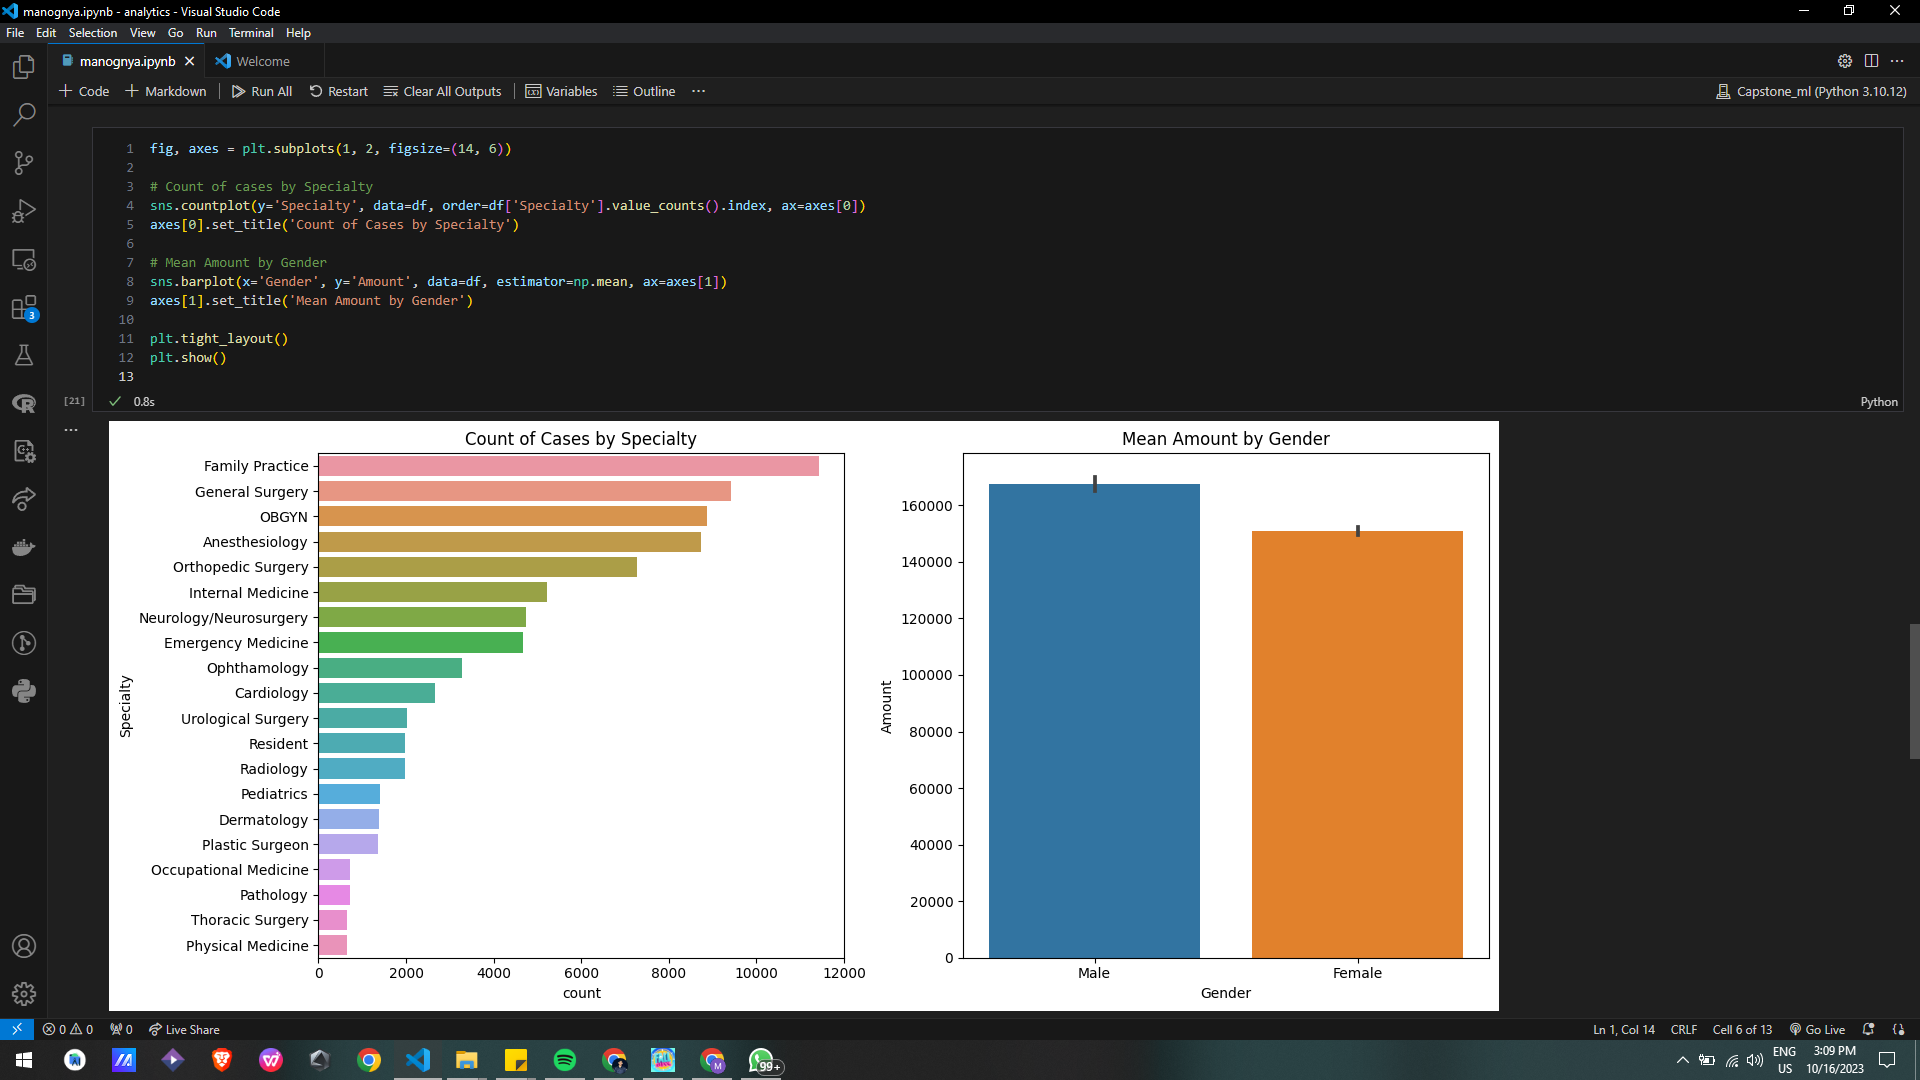 manognya.ipynb - analytics - Visual Studio Code
File Edit Selection View Go Run Terminal Help
manognya.ipynb Welcome
Code Markdown Run All Restart Clear All Outputs Variables Outline ... Capstone_ml (Python 3.10.12)
1 fig, axes = plt.subplots(1, 2, figsize=(14, 6))
2
3 # Count of cases by Specialty
4 sns.countplot(y='Specialty', data=df, order=df['Specialty'].value_counts().index, ax=axes[0])
5 axes[0].set_title('Count of Cases by Specialty')
6
7 # Mean Amount by Gender
8 sns.barplot(x='Gender', y='Amount', data=df, estimator=np.mean, ax=axes[1])
9 axes[1].set_title('Mean Amount by Gender')
10
11 plt.tight_layout()
12 plt.show()
13
[21] 0.8s Python
...
Count of Cases by Specialty
Family Practice
General Surgery
OBGYN
Anesthesiology
Orthopedic Surgery
Internal Medicine
Neurology/Neurosurgery
Emergency Medicine
Ophthamology
Cardiology
Urological Surgery
Resident
Radiology
Pediatrics
Dermatology
Plastic Surgeon
Occupational Medicine
Pathology
Thoracic Surgery
Physical Medicine
Specialty
0 2000 4000 6000 8000 10000 12000
count
Mean Amount by Gender
160000
140000
120000
100000
80000
60000
40000
20000
0
Amount
Male Female
Gender
3
0 0 0 Live Share Ln 1, Col 14 CRLF Cell 6 of 13 Go Live
99+
ENG
US
3:09 PM
10/16/2023